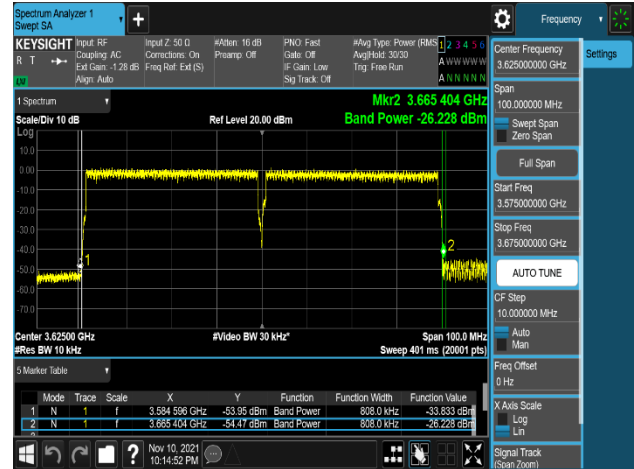 Spectrum Analyzer 1
Swept SA
Frequency
KEYSIGHT
R T
LXI
Input: RF
Coupling: AC
Ext Gain: -1.28 dB
Align: Auto
Input Z: 50 Ω
Corrections: On
Freq Ref: Ext (S)
#Atten: 16 dB
Preamp: Off
PNO: Fast
Gate: Off
IF Gain: Low
Sig Track: Off
#Avg Type: Power (RMS
Avg|Hold: 30/30
Trig: Free Run
1 2 3 4 5 6
A W W W W W
A N N N N N
Center Frequency
3.625000000 GHz
Settings
Span
100.000000 MHz
Swept Span
Zero Span
Full Span
Start Freq
3.575000000 GHz
Stop Freq
3.675000000 GHz
AUTO TUNE
CF Step
10.000000 MHz
Auto
Man
Freq Offset
0 Hz
X Axis Scale
Log
Lin
Signal Track
(Span Zoom)
1 Spectrum
Scale/Div 10 dB
Ref Level 20.00 dBm
Mkr2 3.665 404 GHz
Band Power -26.228 dBm
Log
10.0
0.00
-10.0
-20.0
-30.0
-40.0
-50.0
-60.0
-70.0
1
2
Center 3.62500 GHz
#Video BW 30 kHz*
Span 100.0 MHz
#Res BW 10 kHz
Sweep 401 ms (20001 pts)
5 Marker Table
Mode Trace Scale X Y Function Function Width Function Value
1 N 1 f 3.584 596 GHz -53.95 dBm Band Power 808.0 kHz -33.833 dBm
2 N 1 f 3.665 404 GHz -54.47 dBm Band Power 808.0 kHz -26.228 dBm
?
Nov 10, 2021
10:14:52 PM